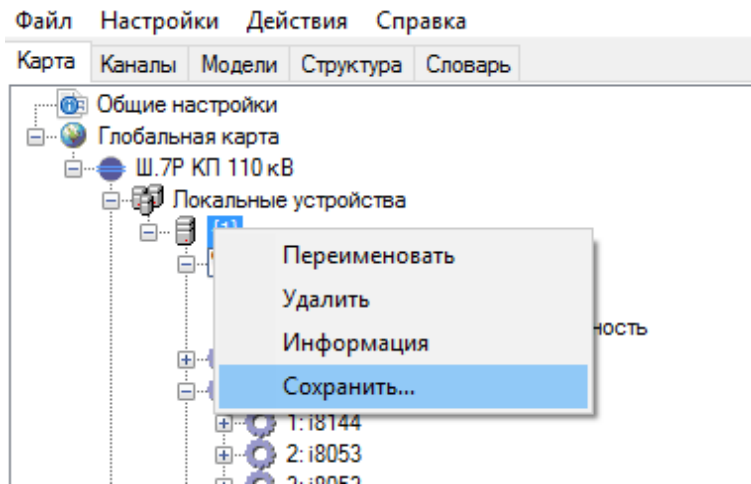 Файл Настройки Действия Справка
Карта Каналы Модели Структура Словарь
Общие настройки
Глобальная карта
Ш.7Р КП 110 кВ
Локальные устройства
Переименовать
Удалить
Информация
Сохранить...
1: i8144
2: i8053